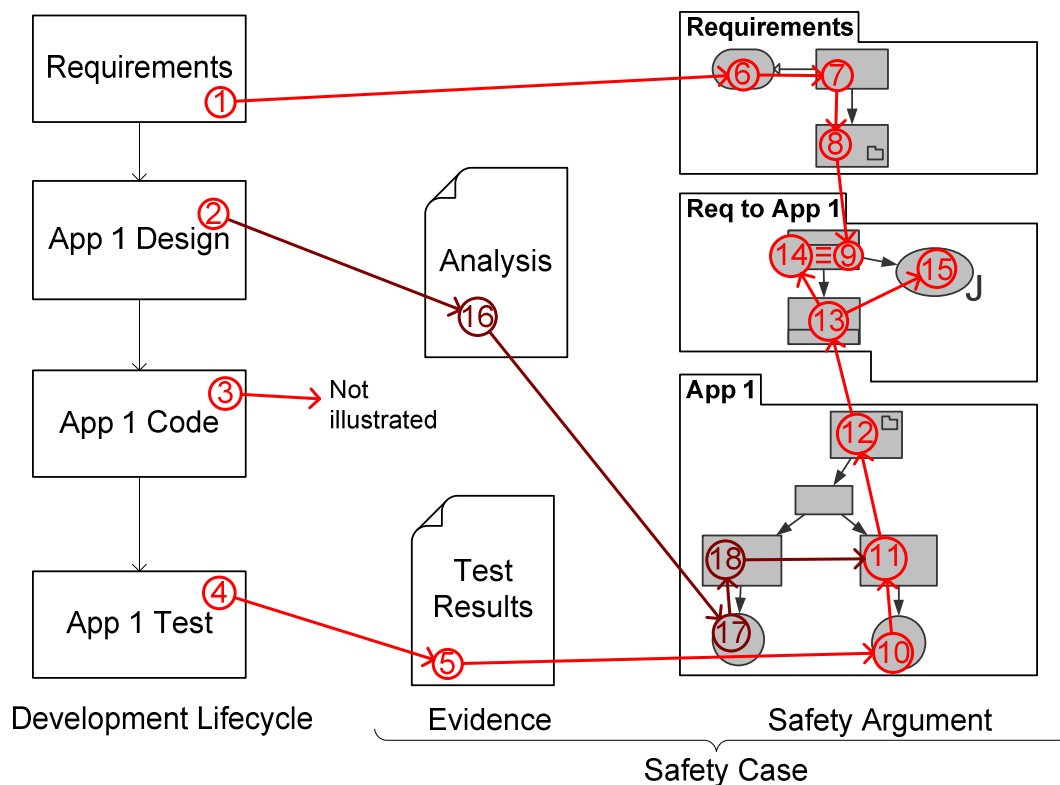 Requirements
1
App 1 Design
2
App 1 Code
3
Not
illustrated
App 1 Test
4
Development Lifecycle
Analysis
16
Test
Results
5
Evidence
Requirements
6
7
8
Req to App 1
14 ≡ 9
15
J
13
App 1
12
18
11
17
10
Safety Argument
Safety Case